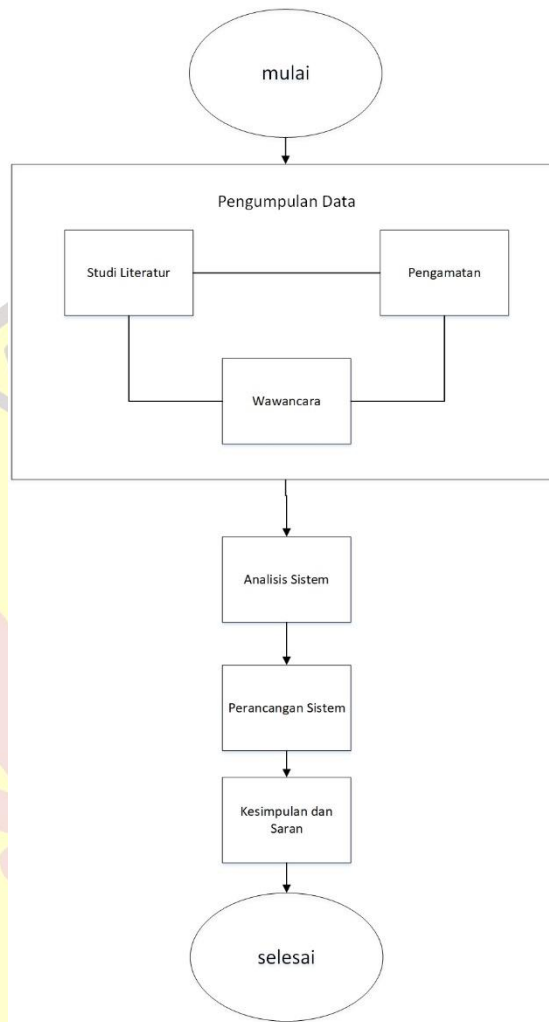 mulai
Pengumpulan Data
Studi Literatur
Pengamatan
Wawancara
Analisis Sistem
Perancangan Sistem
Kesimpulan dan
Saran
selesai